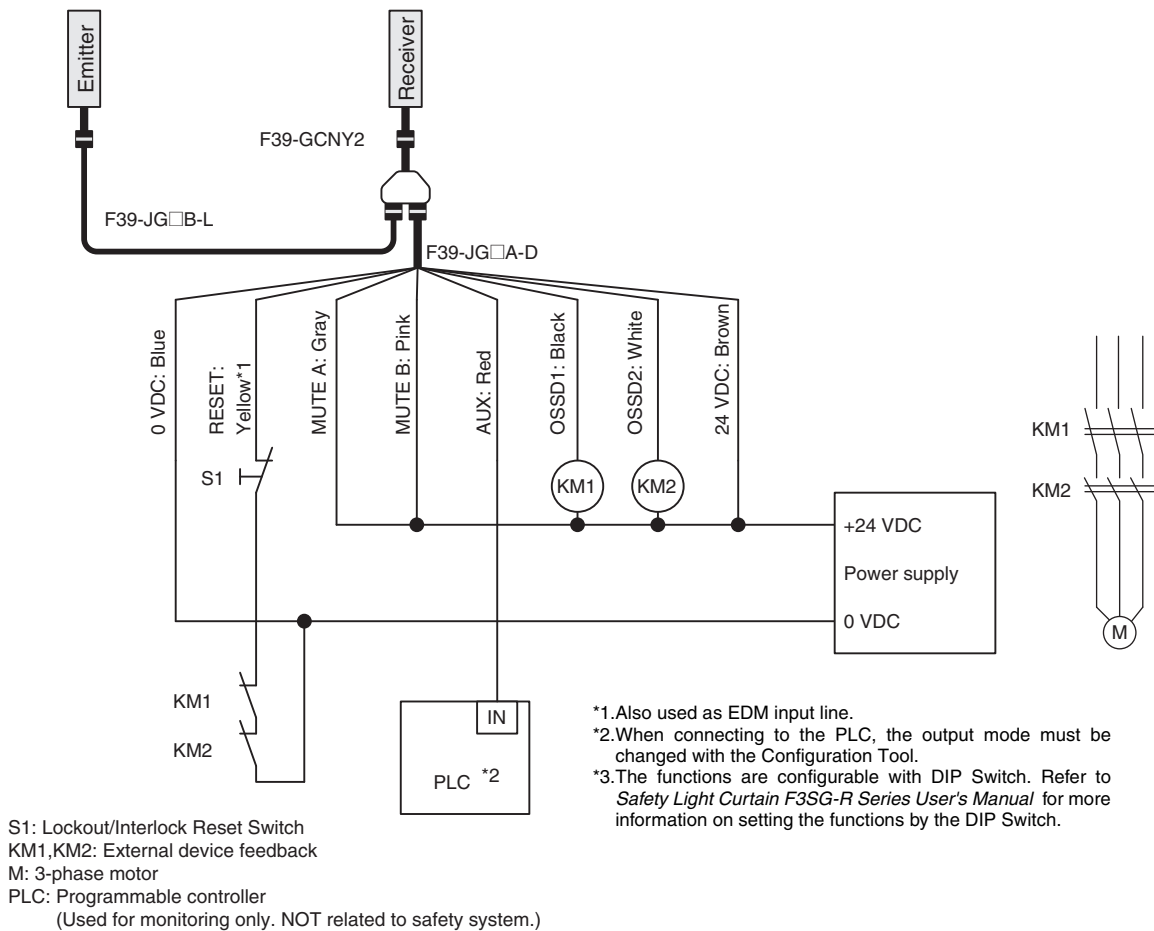 Emitter
Receiver
F39-GCNY2
F39-JG□B-L
F39-JG□A-D
0 VDC: Blue
RESET:
Yellow*1
MUTE A: Gray
MUTE B: Pink
AUX: Red
OSSD1: Black
OSSD2: White
24 VDC: Brown
S1
KM1
KM2
KM1
KM2
+24 VDC
Power supply
0 VDC
M
KM1
KM2
IN
PLC *2
*1.Also used as EDM input line.
*2.When connecting to the PLC, the output mode must be
changed with the Configuration Tool.
*3.The functions are configurable with DIP Switch. Refer to
Safety Light Curtain F3SG-R Series User's Manual for more
information on setting the functions by the DIP Switch.
S1: Lockout/Interlock Reset Switch
KM1,KM2: External device feedback
M: 3-phase motor
PLC: Programmable controller
(Used for monitoring only. NOT related to safety system.)